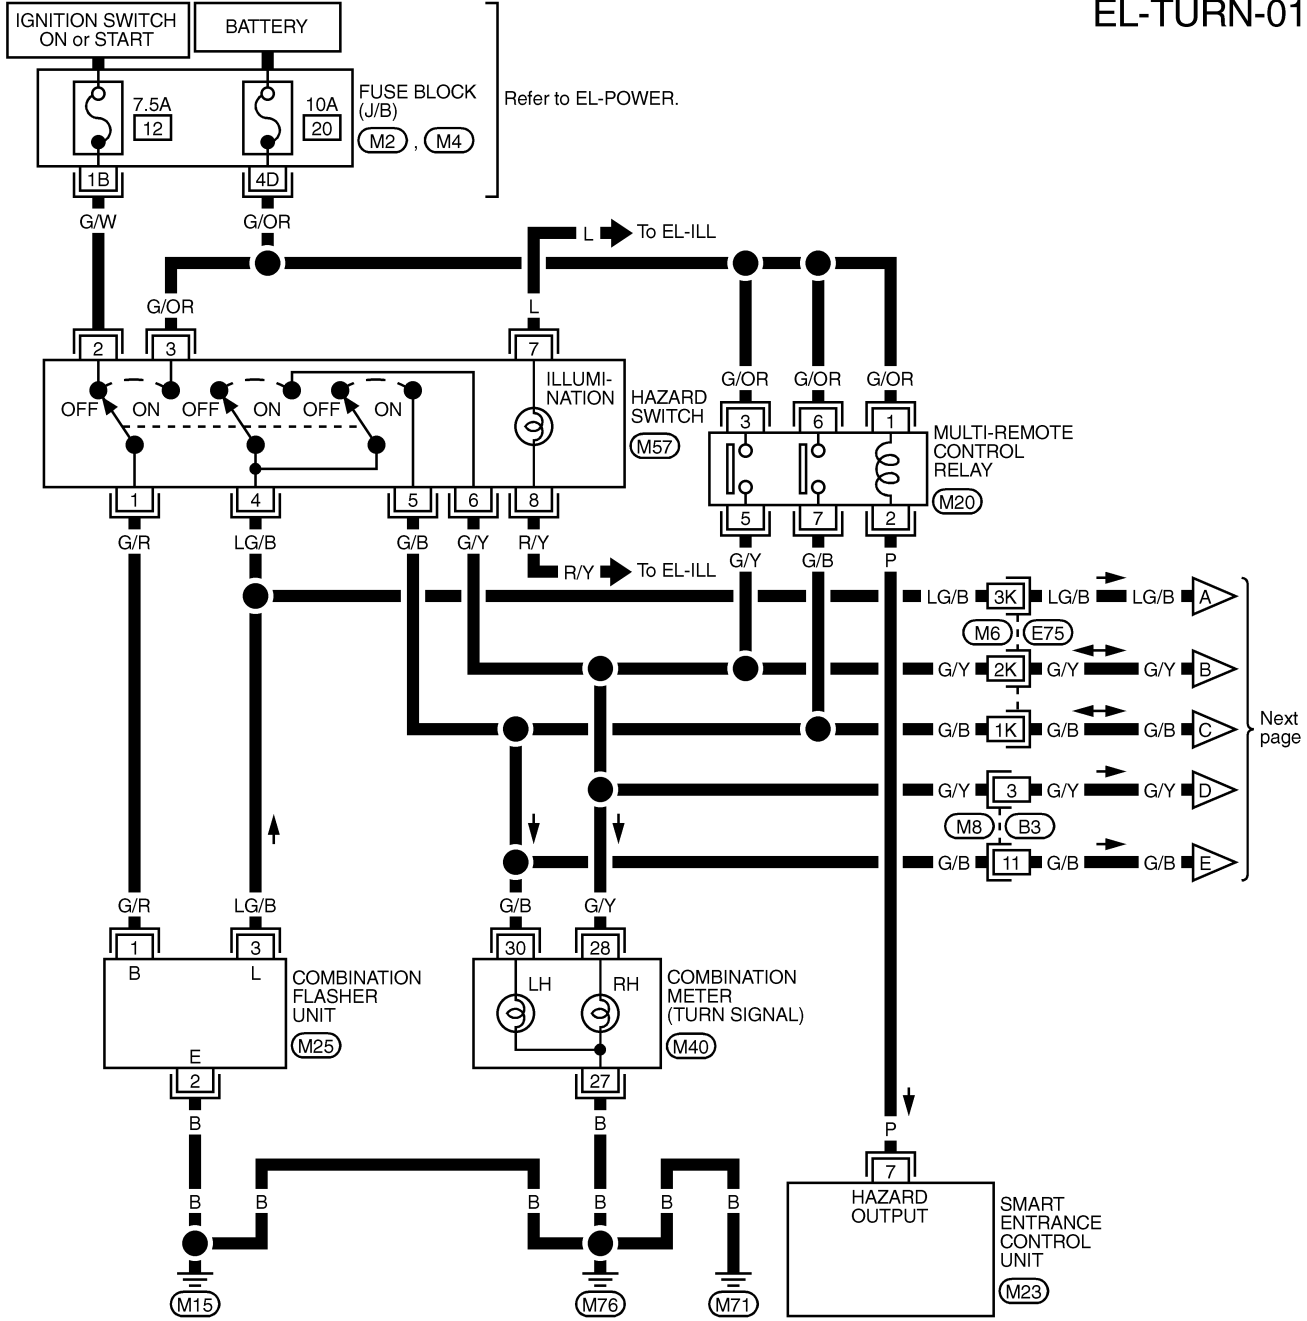 EL-TURN-01
IGNITION SWITCH
ON or START
BATTERY
7.5A
12
10A
20
FUSE BLOCK
(J/B)
M2 , M4
Refer to EL-POWER.
1B
4D
G/W
G/OR
L
To EL-ILL
G/OR
L
2
3
7
OFF
ON
OFF
ON
OFF
ON
ILLUMI-
NATION
HAZARD
SWITCH
M57
G/OR
G/OR
G/OR
3
6
1
MULTI-REMOTE
CONTROL
RELAY
M20
1
4
5
6
8
5
7
2
G/R
LG/B
G/B
G/Y
R/Y
G/Y
G/B
P
R/Y
To EL-ILL
LG/B
3K
LG/B
LG/B
A
M6
E75
G/Y
2K
G/Y
G/Y
B
G/B
1K
G/B
G/B
C
Next
page
G/Y
3
G/Y
G/Y
D
M8
B3
G/B
11
G/B
G/B
E
G/R
LG/B
G/B
G/Y
1
3
30
28
B
L
E
COMBINATION
FLASHER
UNIT
M25
LH
RH
COMBINATION
METER
(TURN SIGNAL)
M40
2
27
B
B
P
7
HAZARD
OUTPUT
SMART
ENTRANCE
CONTROL
UNIT
M23
B
B
B
B
B
B
M15
M76
M71